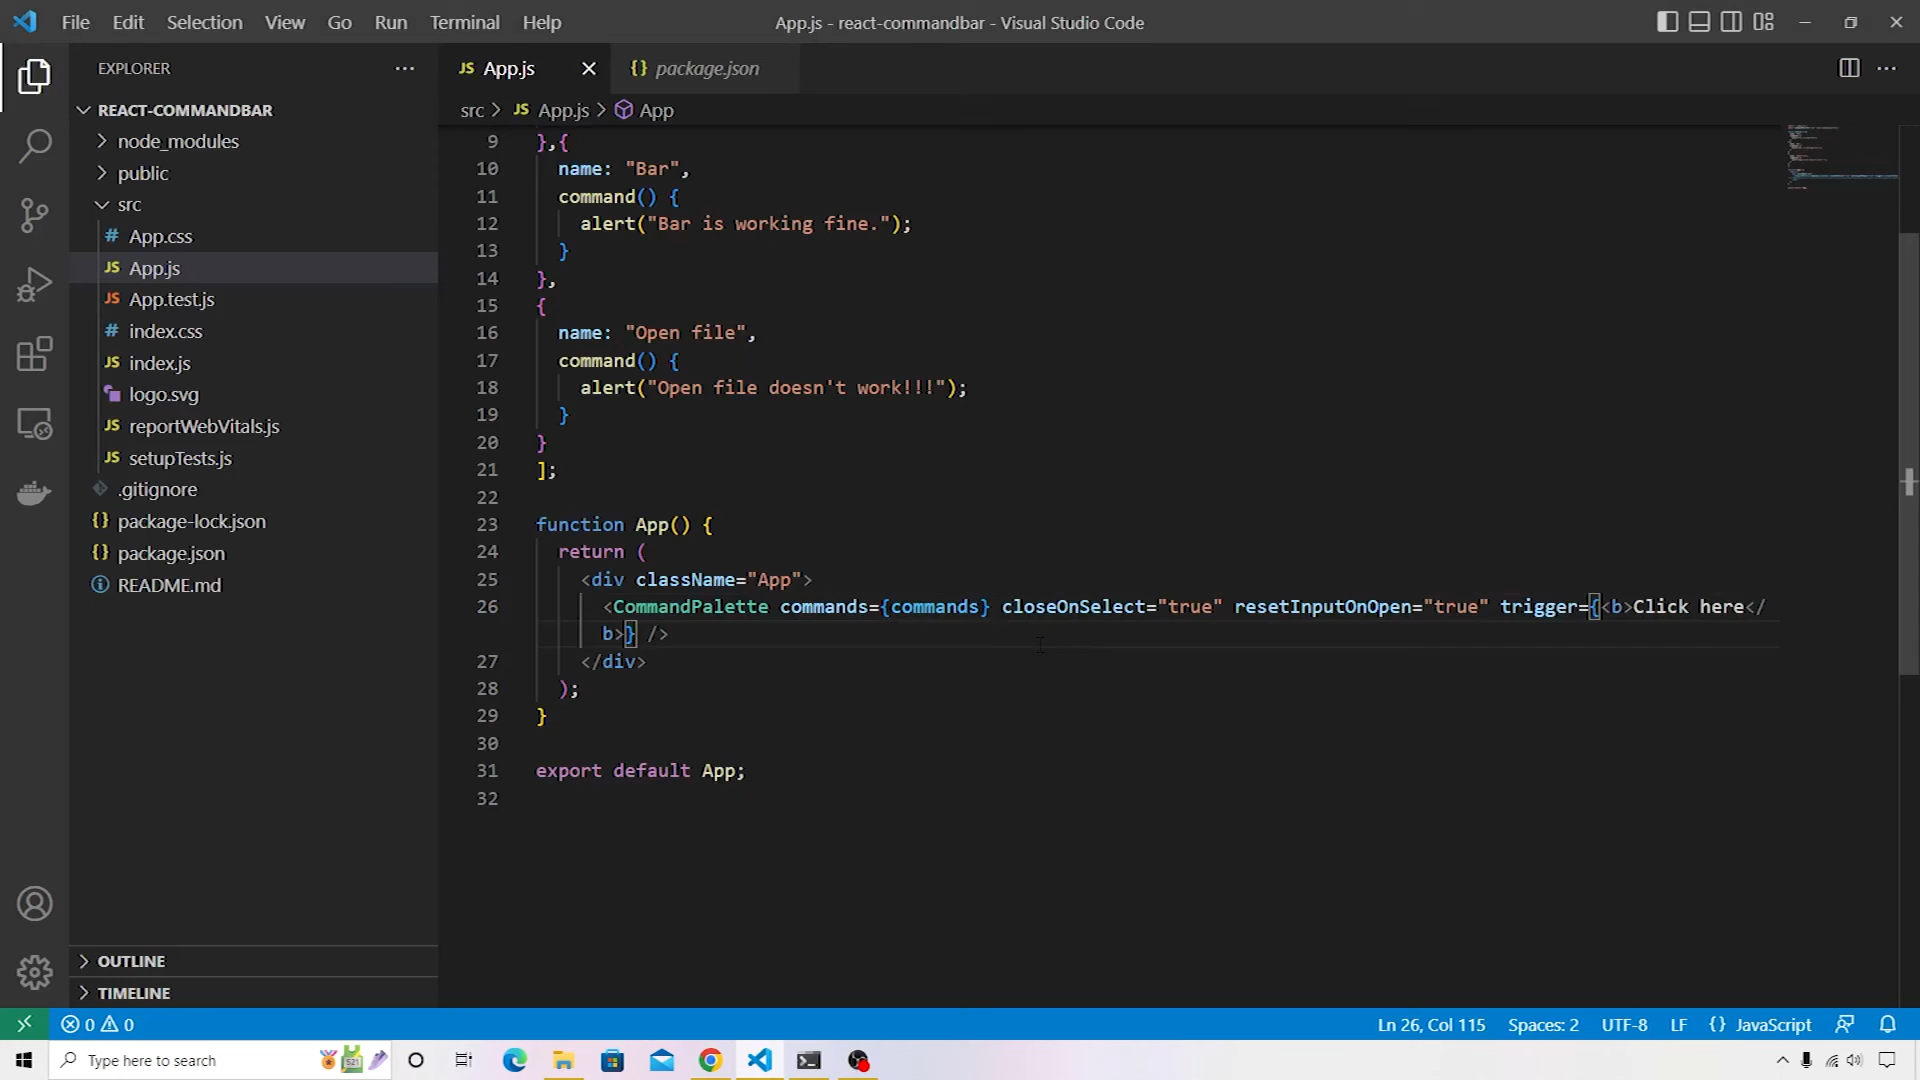 File Edit Selection View Go Run Terminal Help
App.js - react-commandbar - Visual Studio Code
EXPLORER
REACT-COMMANDBAR
node_modules
public
src
# App.css
JS App.js
JS App.test.js
# index.css
JS index.js
logo.svg
JS reportWebVitals.js
JS setupTests.js
.gitignore
{} package-lock.json
{} package.json
README.md
OUTLINE
TIMELINE
JS App.js
{} package.json
src > JS App.js > App
9 },{
10 name: "Bar",
11 command() {
12 alert("Bar is working fine.");
13 }
14 },
15 {
16 name: "Open file",
17 command() {
18 alert("Open file doesn't work!!!");
19 }
20 }
21 ];
22
23 function App() {
24 return (
25 <div className="App">
26 <CommandPalette commands={commands} closeOnSelect="true" resetInputOnOpen="true" trigger={<b>Click here</
b>} />
27 </div>
28 );
29 }
30
31 export default App;
32
0 0
Ln 26, Col 115 Spaces: 2 UTF-8 LF {} JavaScript
Type here to search